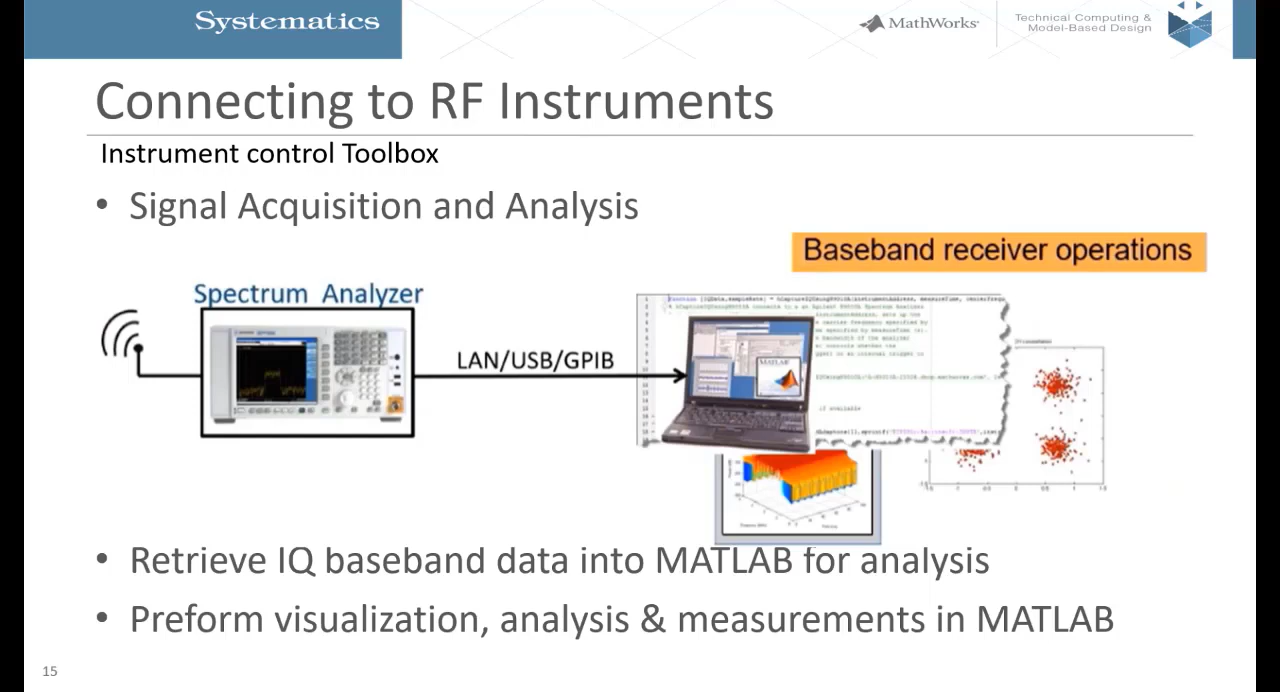 Systematics
MathWorks
Technical Computing &
Model-Based Design
Connecting to RF Instruments
Instrument control Toolbox
• Signal Acquisition and Analysis
Baseband receiver operations
Spectrum Analyzer
LAN/USB/GPIB
MATLAB
• Retrieve IQ baseband data into MATLAB for analysis
• Preform visualization, analysis & measurements in MATLAB
15